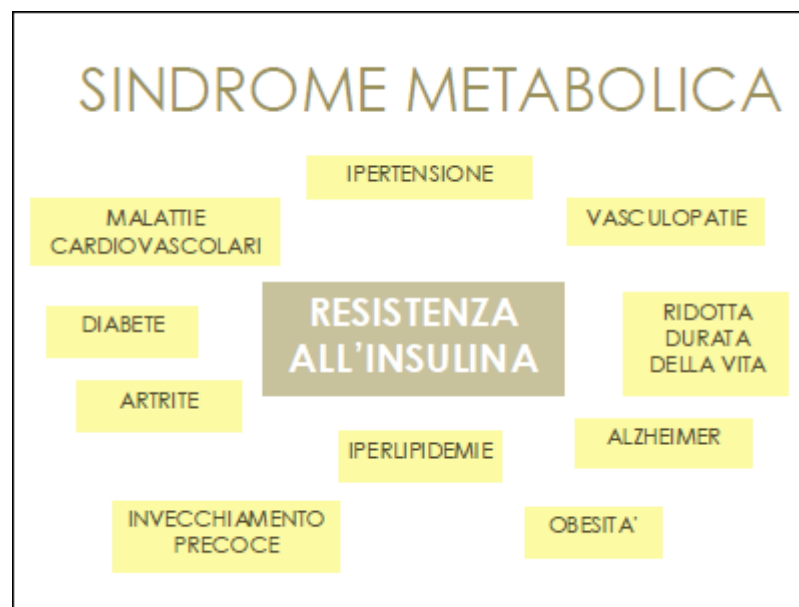 SINDROME METABOLICA
IPERTENSIONE
MALATTIE
CARDIOVASCOLARI
VASCULOPATIE
RESISTENZA
ALL'INSULINA
DIABETE
RIDOTTA
DURATA
DELLA VITA
ARTRITE
IPERLIPIDEMIE
ALZHEIMER
INVECCHIAMENTO
PRECOCE
OBESITA'